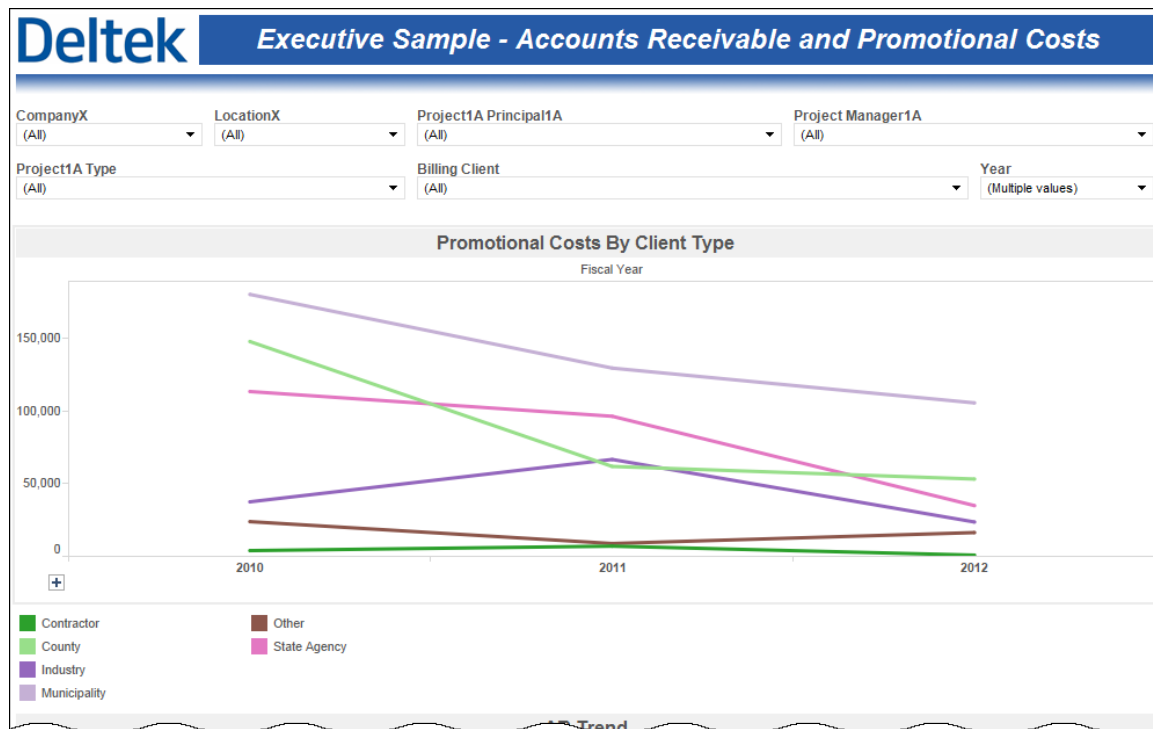 Deltek
Executive Sample - Accounts Receivable and Promotional Costs
CompanyX LocationX Project1A Principal1A Project Manager1A
(All) (All) (All) (All)
Project1A Type Billing Client Year
(All) (All) (Multiple values)
Promotional Costs By Client Type
Fiscal Year
150,000
100,000
50,000
0
2010 2011 2012
Contractor Other
County State Agency
Industry
Municipality
AR Trend